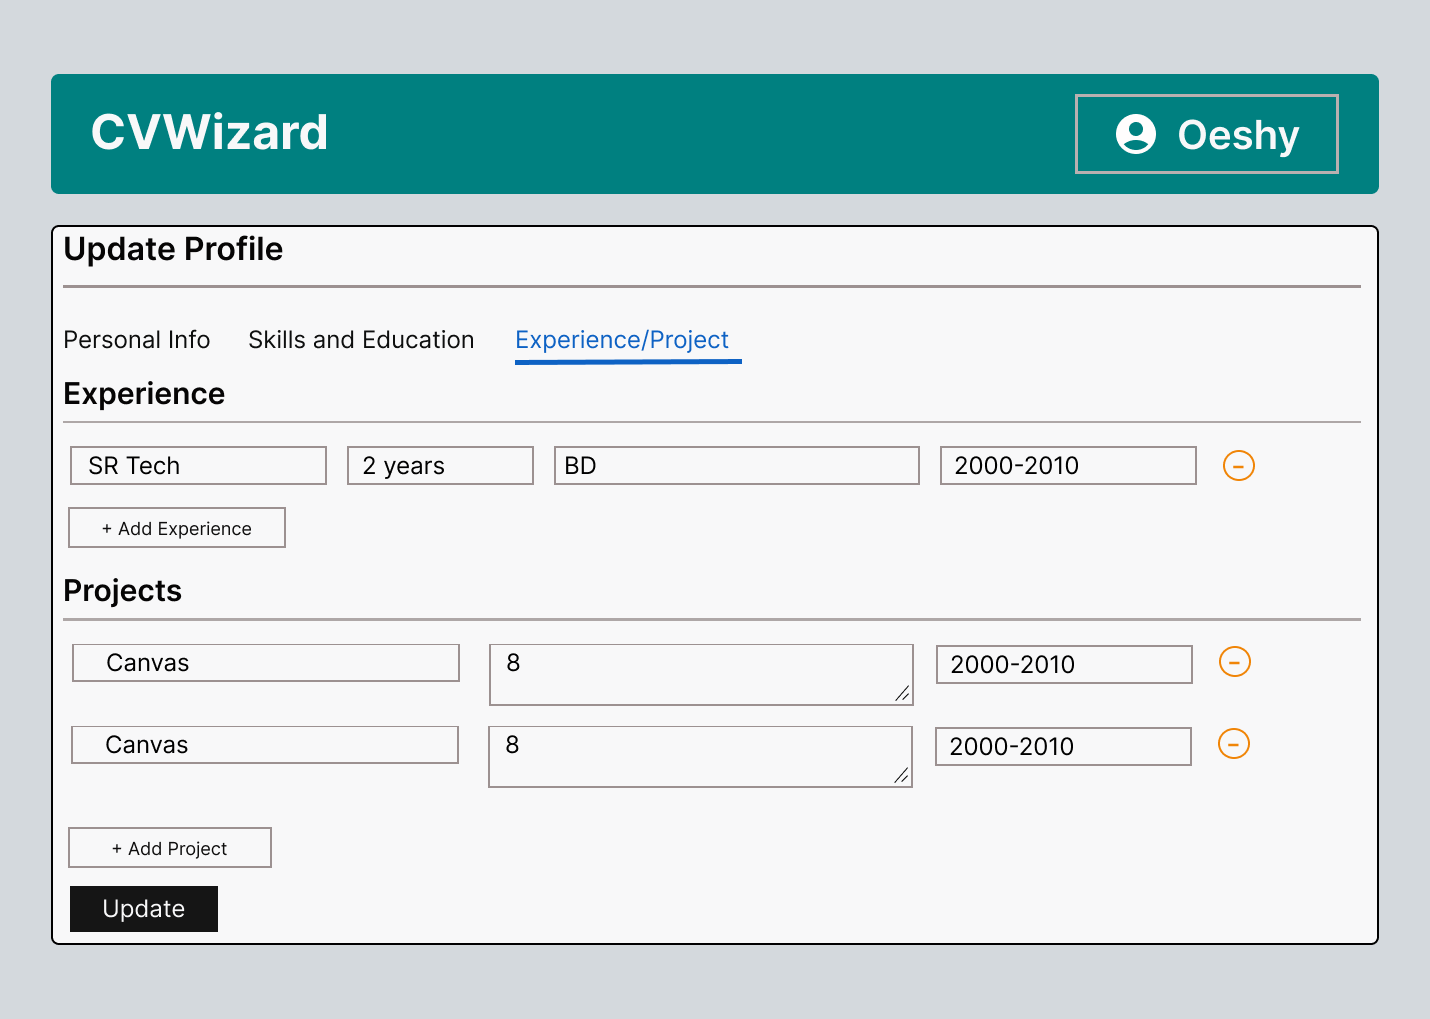 CVWizard
Oeshy
Update Profile
Personal Info Skills and Education Experience/Project
Experience
SR Tech 2 years BD 2000-2010
+ Add Experience
Projects
Canvas 8 2000-2010
Canvas 8 2000-2010
+ Add Project
Update